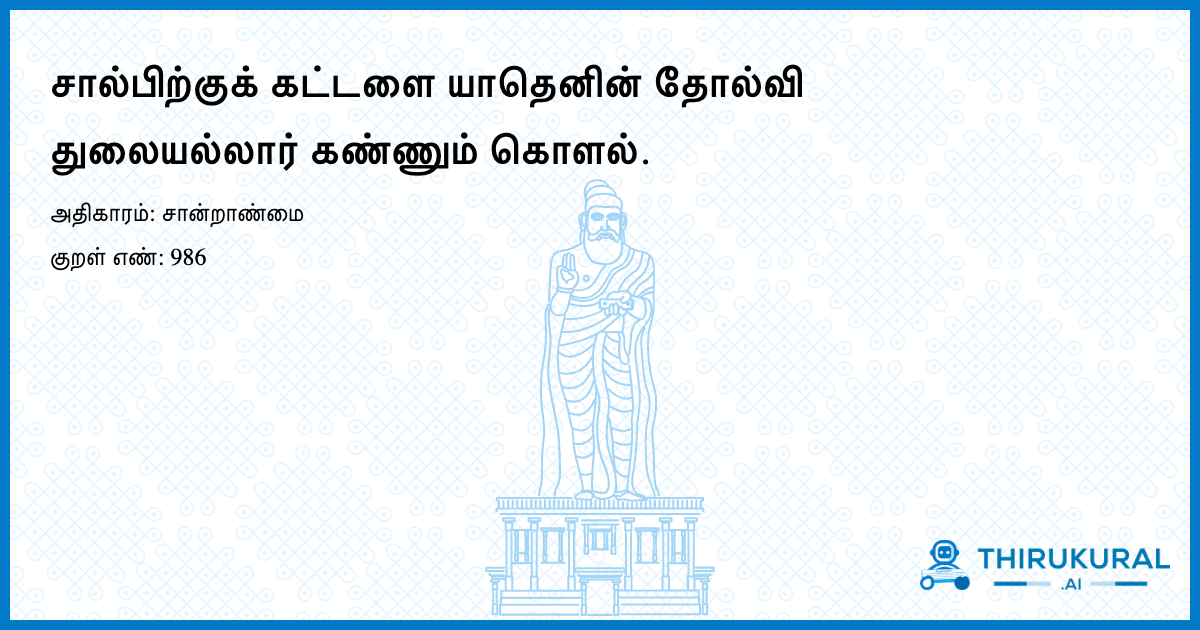 சால்பிற்குக் கட்டளை யாதெனின் தோல்வி
துலையல்லார் கண்ணும் கொளல்.
அதிகாரம்: சான்றாண்மை
குறள் எண்: 986
THIRUKURAL
.AI